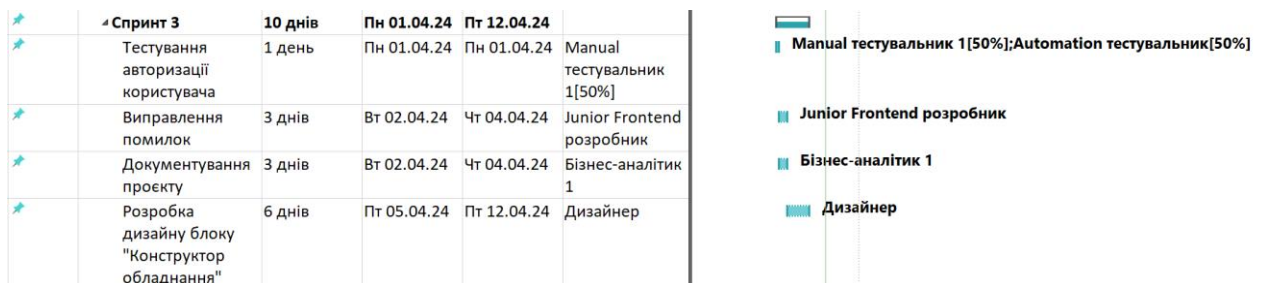 Спринт 3 10 днів Пн 01.04.24 Пт 12.04.24
Тестування 1 день Пн 01.04.24 Пн 01.04.24 Manual Manual тестувальник 1[50%];Automation тестувальник[50%]
авторизації тестувальник
користувача 1[50%]
Виправлення 3 днів Вт 02.04.24 Чт 04.04.24 Junior Frontend Junior Frontend розробник
помилок розробник
Документування 3 днів Вт 02.04.24 Чт 04.04.24 Бізнес-аналітик Бізнес-аналітик 1
проєкту 1
Розробка 6 днів Пт 05.04.24 Пт 12.04.24 Дизайнер Дизайнер
дизайну блоку
"Конструктор
обладнання"